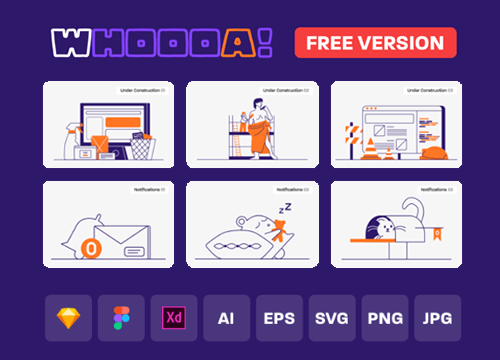 WHOOOA!
FREE VERSION
Under Construction 01
Under Construction 02
Under Construction 03
Notifications 01
Notifications 02
Notifications 03
0
z Z
Xd
AI
EPS
SVG
PNG
JPG